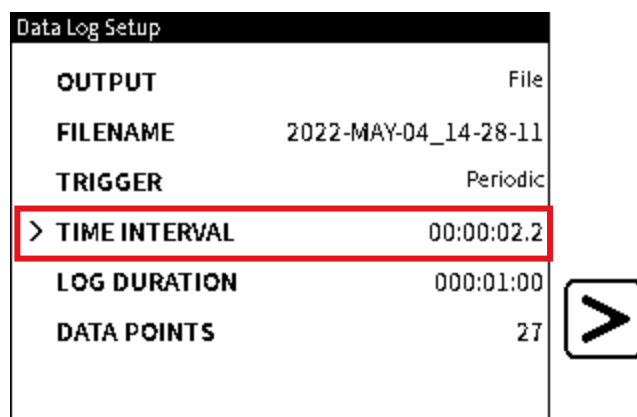 Data Log Setup
OUTPUT File
FILENAME 2022-MAY-04_14-28-11
TRIGGER Periodic
> TIME INTERVAL 00:00:02.2
LOG DURATION 000:01:00
DATA POINTS 27
>